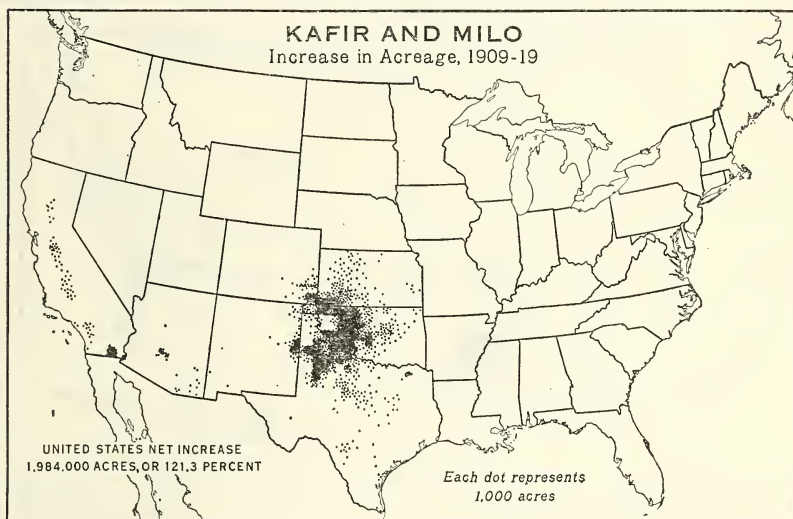 KAFIR AND MILO
Increase in Acreage, 1909-19
UNITED STATES NET INCREASE
1,984,000 ACRES, OR 121.3 PERCENT
Each dot represents
1,000 acres